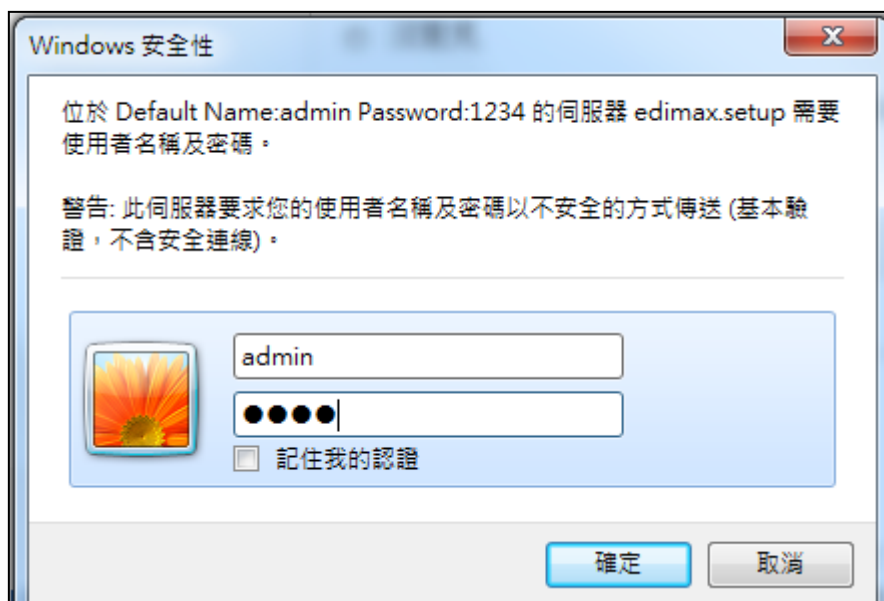 Windows 安全性
位於 Default Name:admin Password:1234 的伺服器 edimax.setup 需要
使用者名稱及密碼。
警告: 此伺服器要求您的使用者名稱及密碼以不安全的方式傳送 (基本驗
證，不含安全連線)。
admin
●●●●
記住我的認證
確定
取消